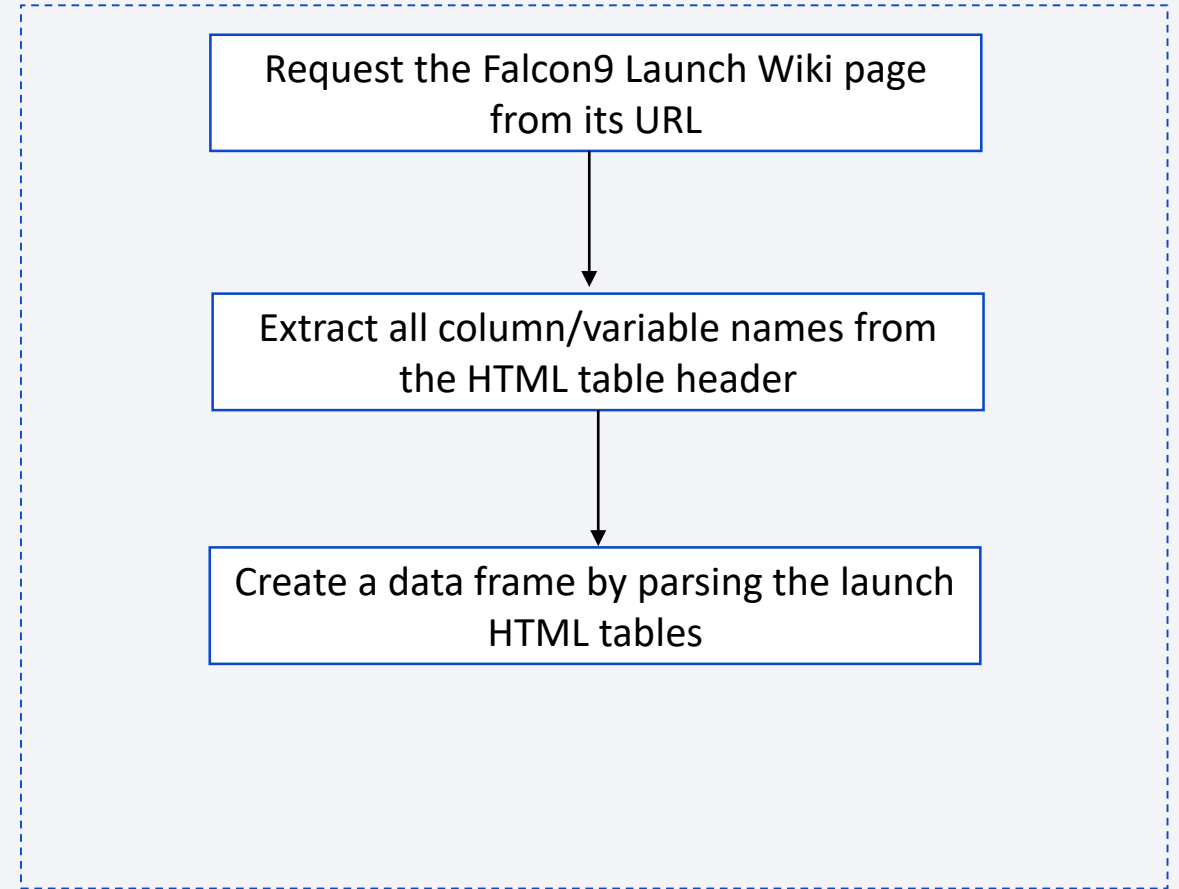 Request the Falcon9 Launch Wiki page
from its URL
Extract all column/variable names from
the HTML table header
Create a data frame by parsing the launch
HTML tables